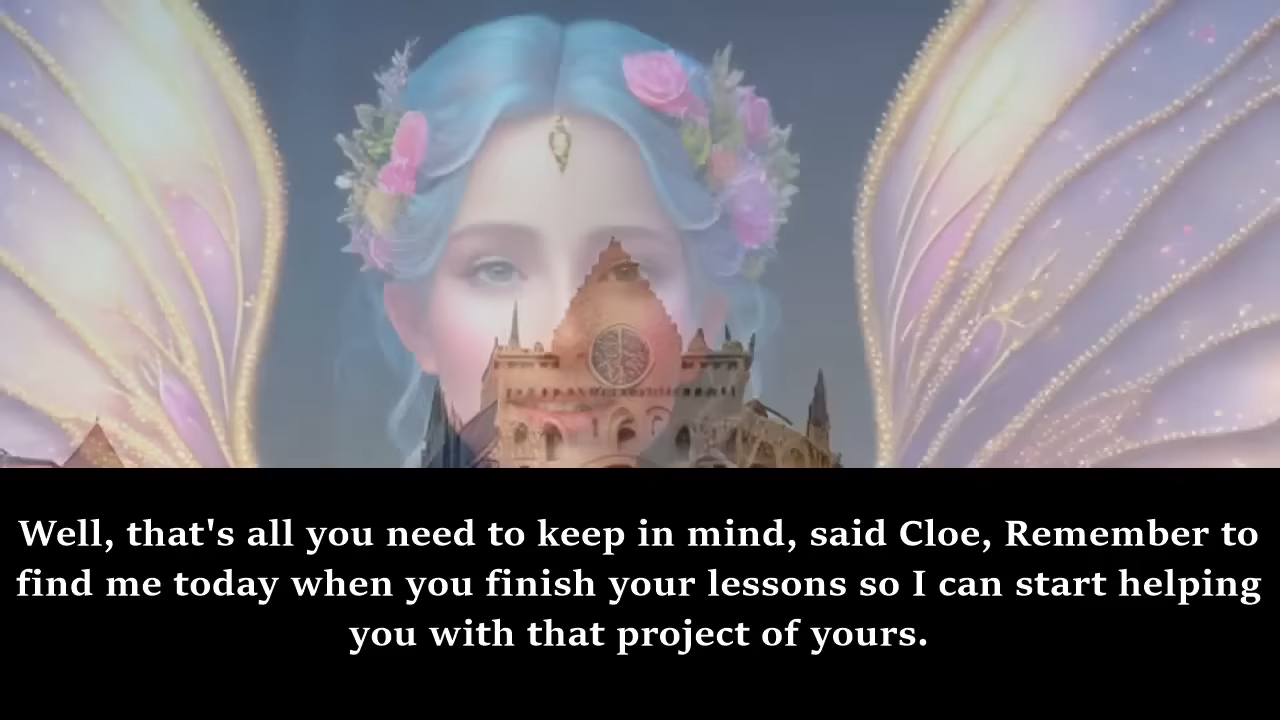 Well, that's all you need to keep in mind, said Cloe, Remember to
find me today when you finish your lessons so I can start helping
you with that project of yours.